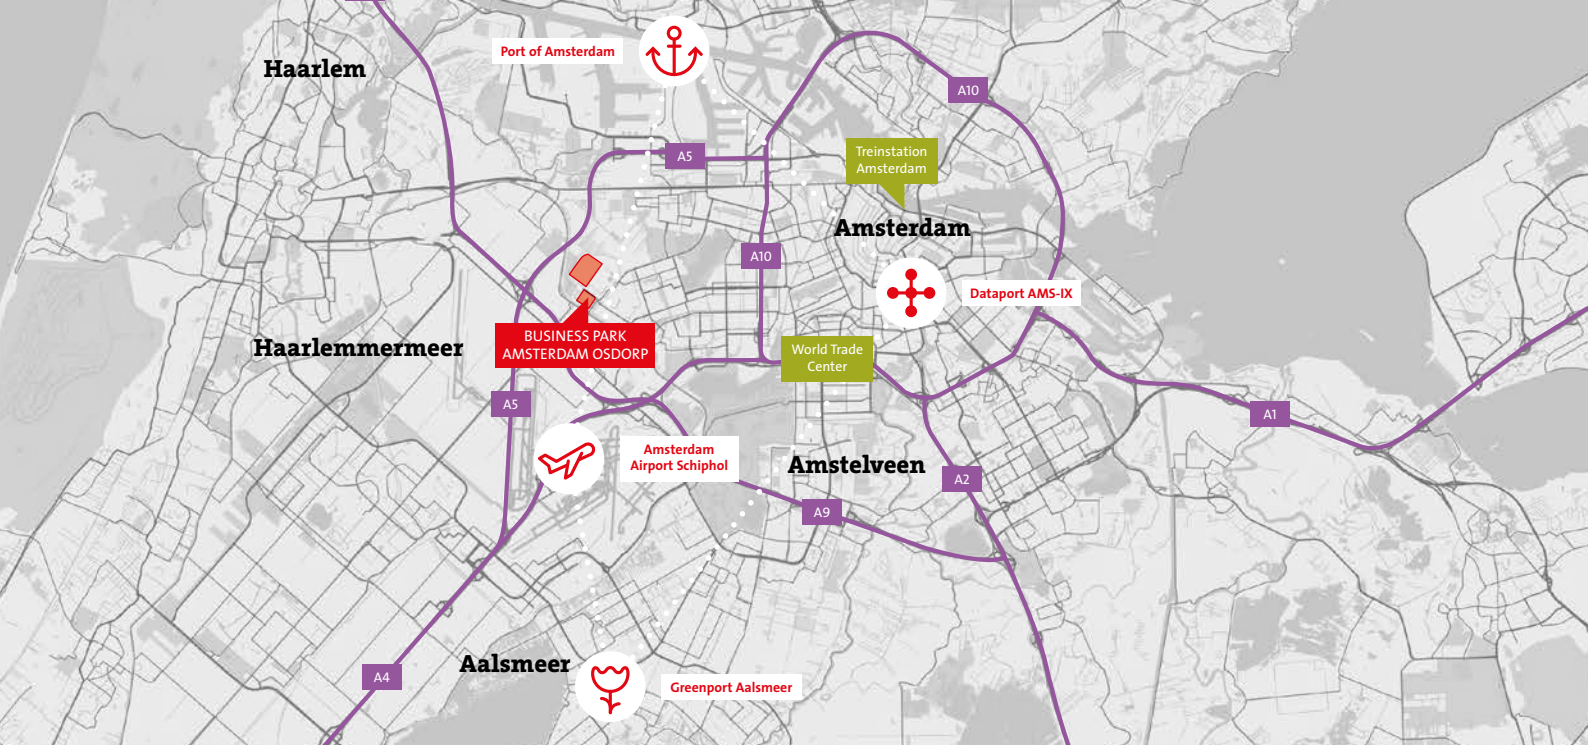 Port of Amsterdam
Haarlem
A10
A5
Treinstation
Amsterdam
Amsterdam
A10
Dataport AMS-IX
BUSINESS PARK
AMSTERDAM OSDORP
Haarlemmermeer
World Trade
Center
A5
A1
Amsterdam
Airport Schiphol
Amstelveen
A2
A9
Aalsmeer
A4
Greenport Aalsmeer